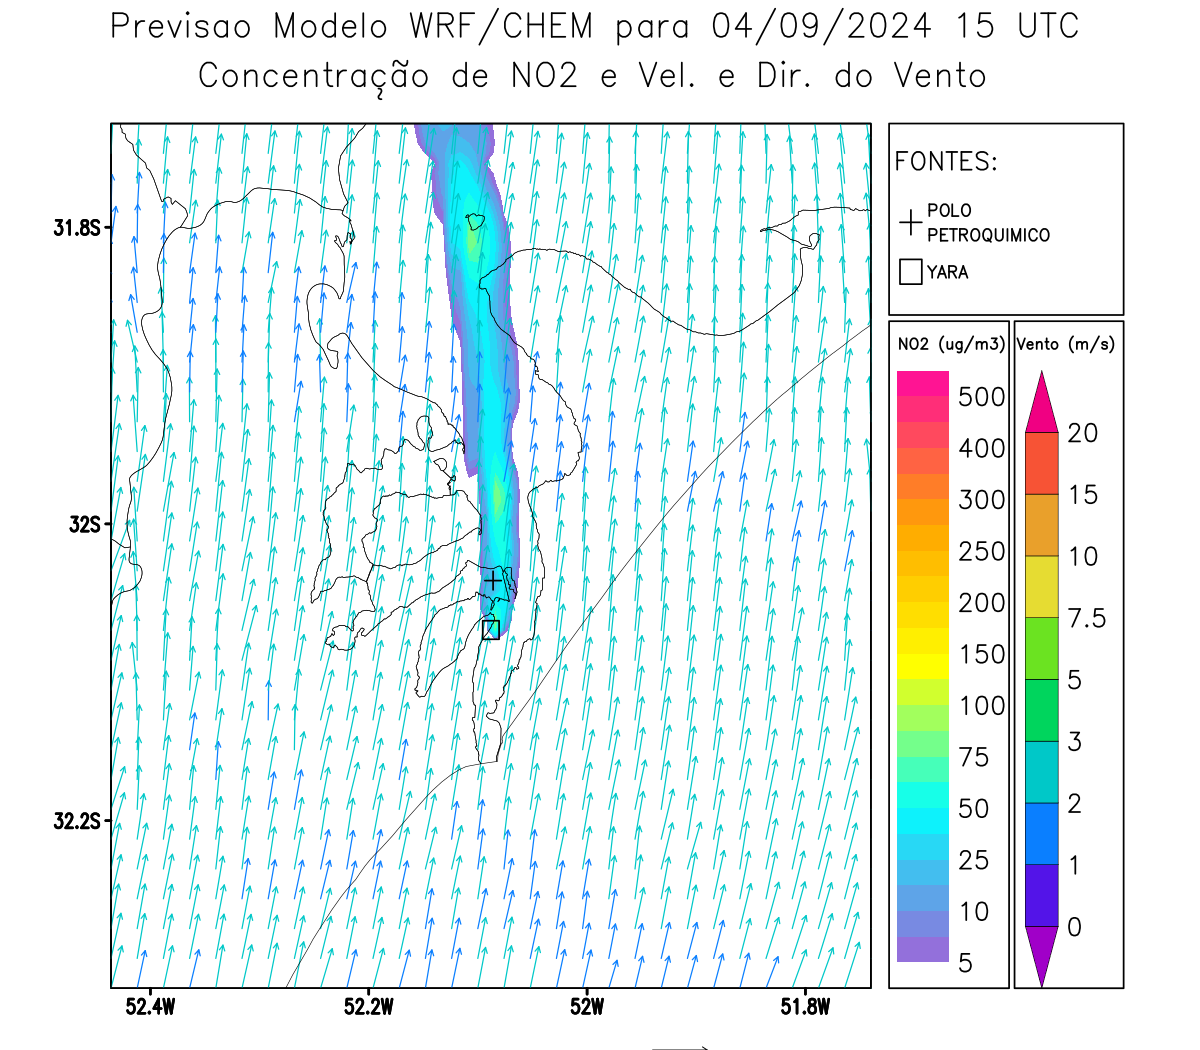 Previsao Modelo WRF/CHEM para 04/09/2024 15 UTC
Concentração de NO2 e Vel. e Dir. do Vento
FONTES:
POLO
PETROQUIMICO
YARA
NO2 (ug/m3)
500
400
300
250
200
150
100
75
50
25
10
5
Vento (m/s)
20
15
10
7.5
5
3
2
1
0
31.8S
32S
32.2S
52.4W
52.2W
52W
51.8W